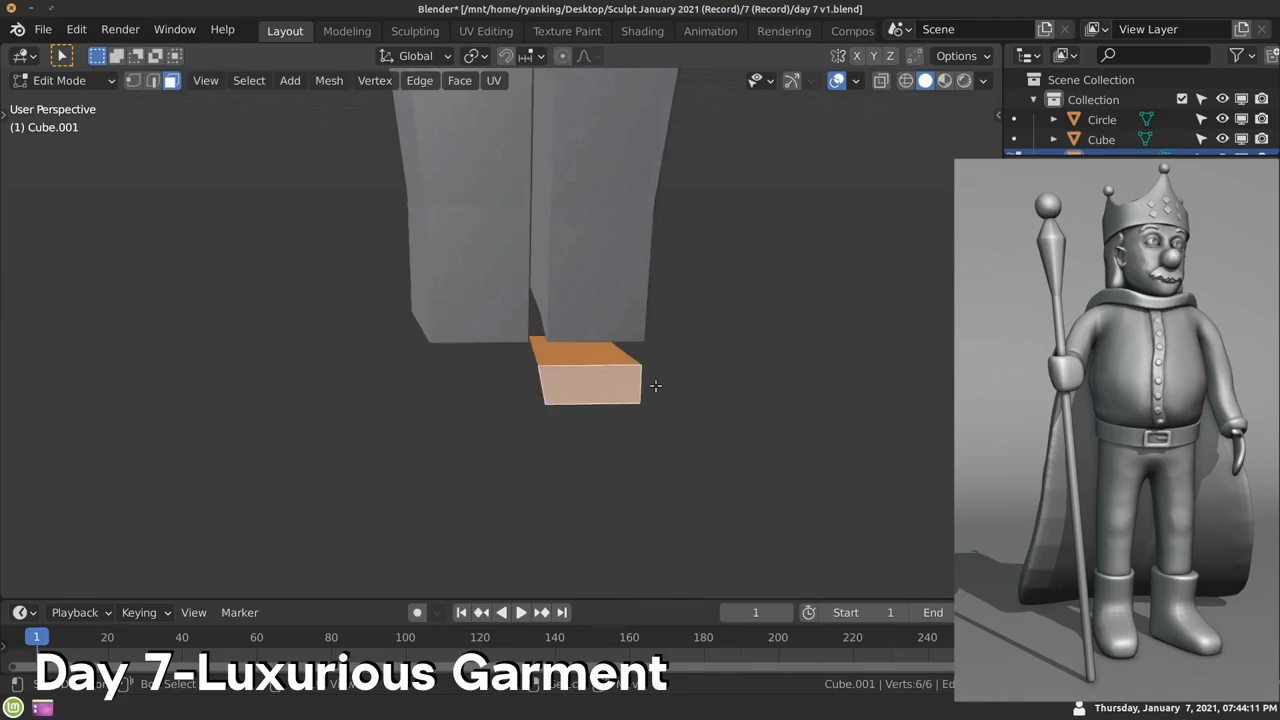 Blender* [/mnt/home/ryanking/Desktop/Sculpt January 2021 (Record)/7 (Record)/day 7 v1.blend]
File Edit Render Window Help Layout Modeling Sculpting UV Editing Texture Paint Shading Animation Rendering Compos Scene View Layer
Global X Y Z Options
Edit Mode View Select Add Mesh Vertex Edge Face UV Scene Collection
User Perspective Collection
(1) Cube.001 Circle
Cube
Playback Keying View Marker 1 Start 1 End
1 20 40 60 80 100 120 140 160 180 200 220 240
Day 7-Luxurious Garment
Cube.001 | Verts:6/6 | Ed
Thursday, January 7, 2021, 07:44:11 PM